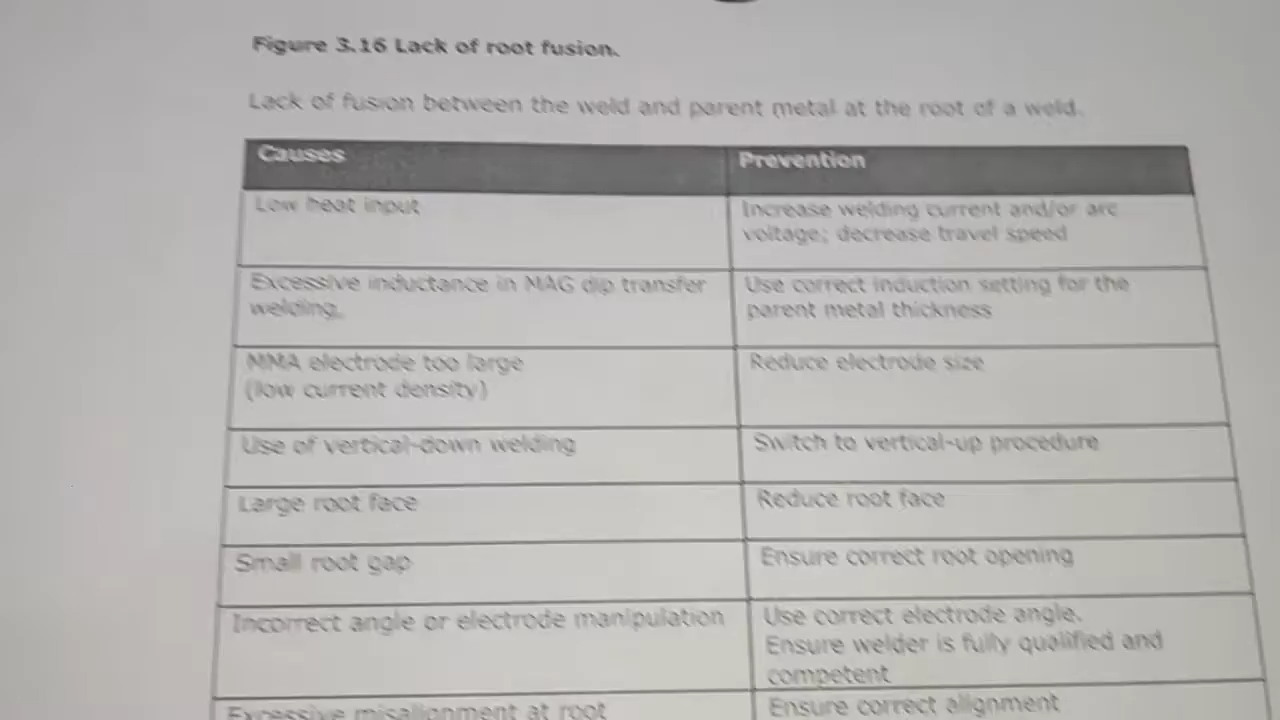 Figure 3.16 Lack of root fusion.
Lack of fusion between the weld and parent metal at the root of a weld.
Causes
Prevention
Low heat input
Increase welding current and/or arc
voltage; decrease travel speed
Excessive inductance in MAG dip transfer
welding.
Use correct induction setting for the
parent metal thickness
MMA electrode too large
(low current density)
Reduce electrode size
Use of vertical-down welding
Switch to vertical-up procedure
Large root face
Reduce root face
Small root gap
Ensure correct root opening
Incorrect angle or electrode manipulation
Use correct electrode angle.
Ensure welder is fully qualified and
competent
Excessive misalignment at root
Ensure correct alignment